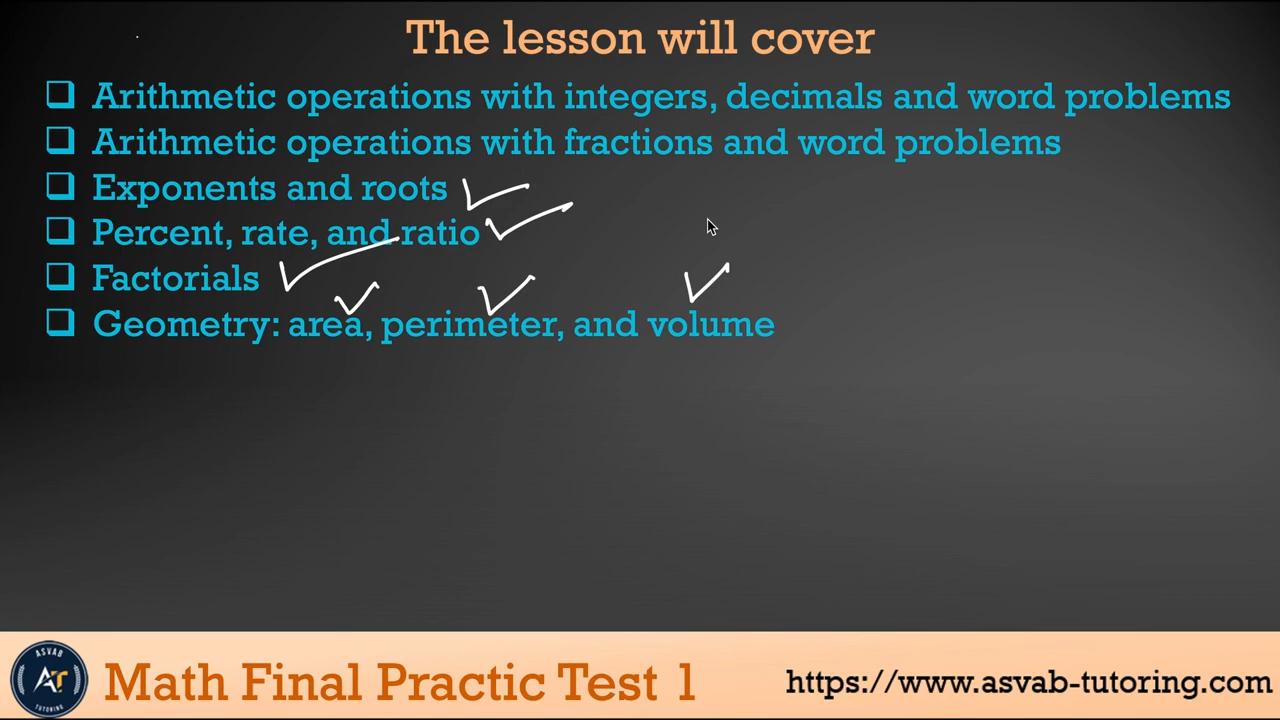 The lesson will cover
❑ Arithmetic operations with integers, decimals and word problems
❑ Arithmetic operations with fractions and word problems
❑ Exponents and roots
❑ Percent, rate, and ratio
❑ Factorials
❑ Geometry: area, perimeter, and volume
ASVAB
AT
TUTORING
Math Final Practic Test 1
https://www.asvab-tutoring.com